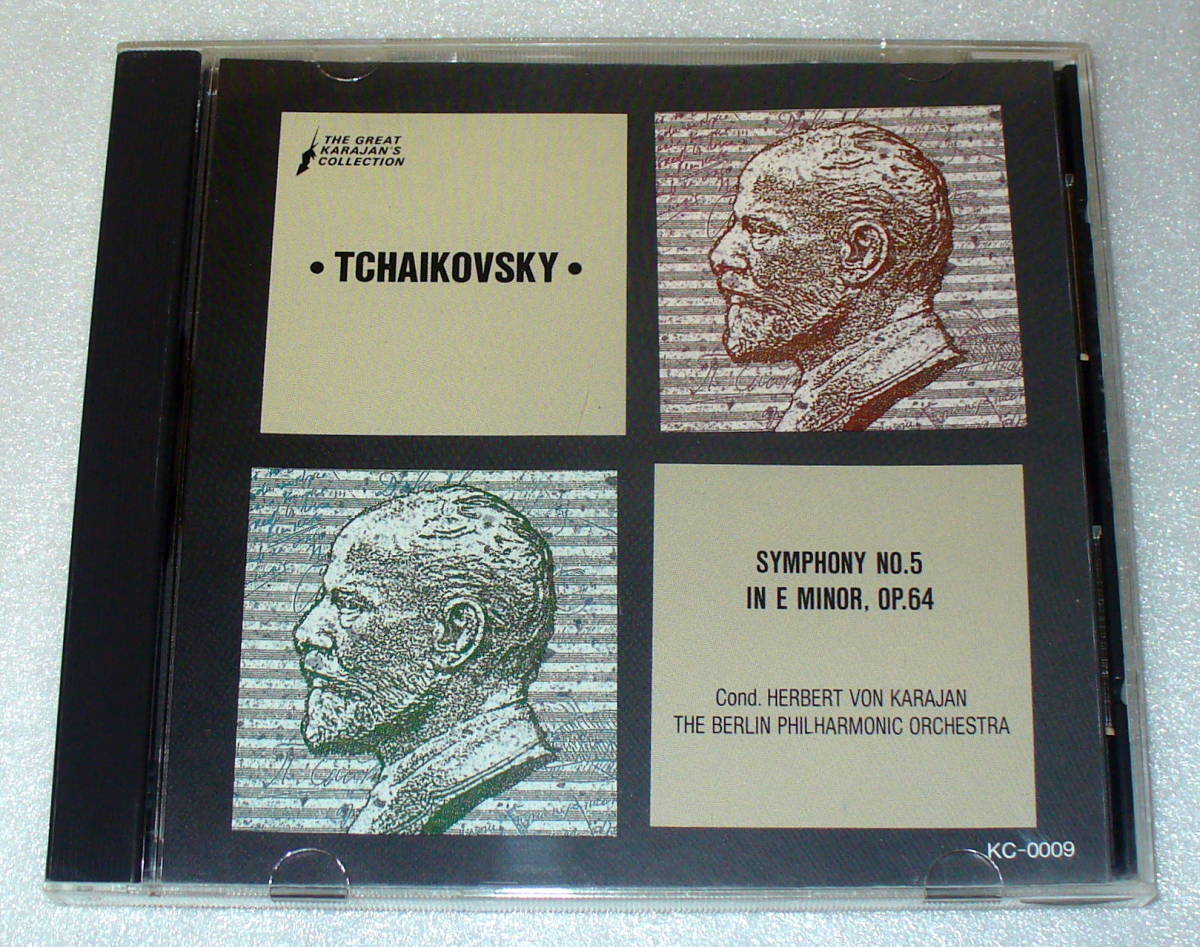 THE GREAT
KARAJAN'S
COLLECTION
• TCHAIKOVSKY •
SYMPHONY NO.5
IN E MINOR, OP.64
Cond. HERBERT VON KARAJAN
THE BERLIN PHILHARMONIC ORCHESTRA
KC-0009